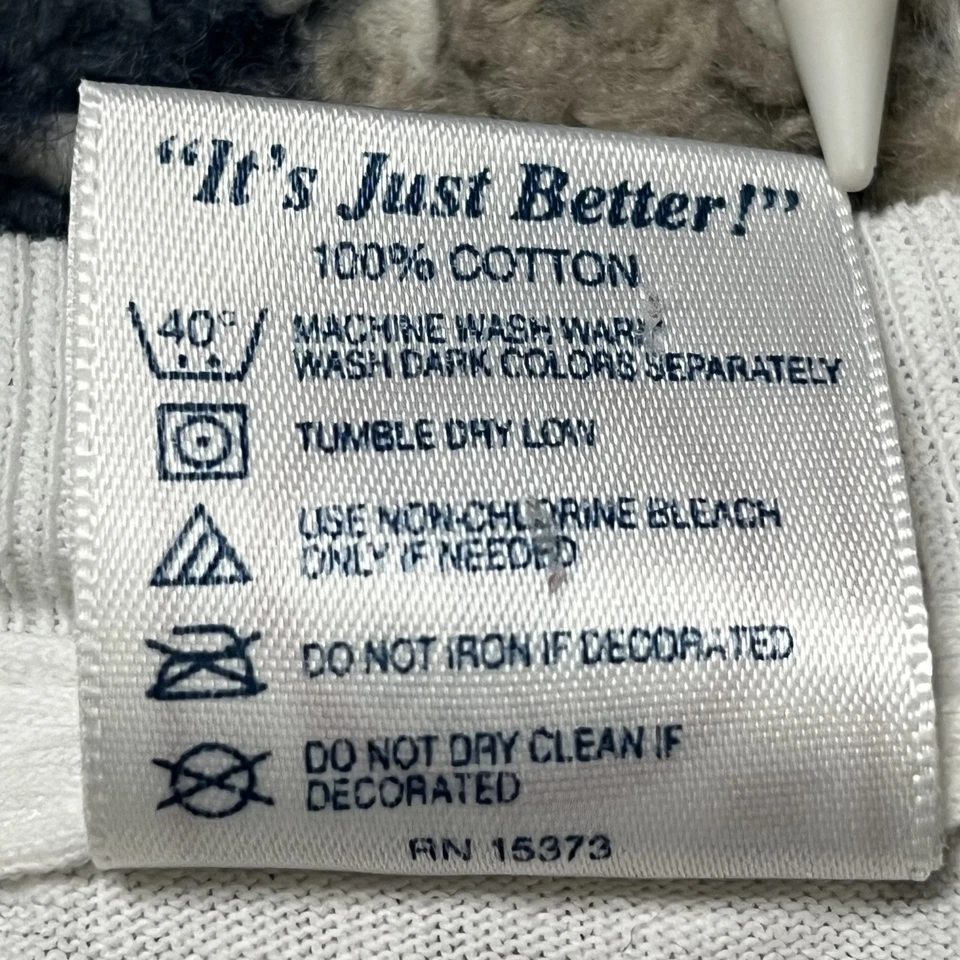 “It's Just Better!”
100% COTTON
40°
MACHINE WASH WARM
WASH DARK COLORS SEPARATELY
TUMBLE DRY LOW
USE NON-CHLORINE BLEACH
ONLY IF NEEDED
DO NOT IRON IF DECORATED
DO NOT DRY CLEAN IF
DECORATED
RN 15373